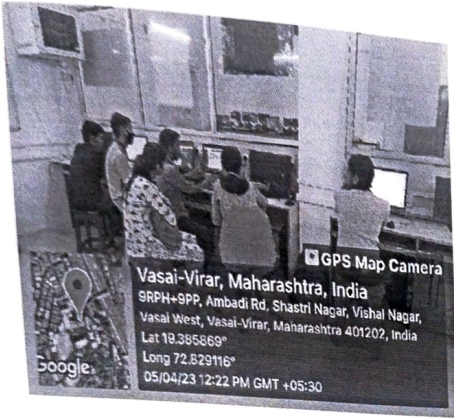 GPS Map Camera
Vasai-Virar, Maharashtra, India
9RPH+9PP, Ambadi Rd, Shastri Nagar, Vishal Nagar,
Vasai West, Vasai-Virar, Maharashtra 401202, India
Lat 19.385869°
Long 72.829116°
05/04/23 12:22 PM GMT +05:30
Google